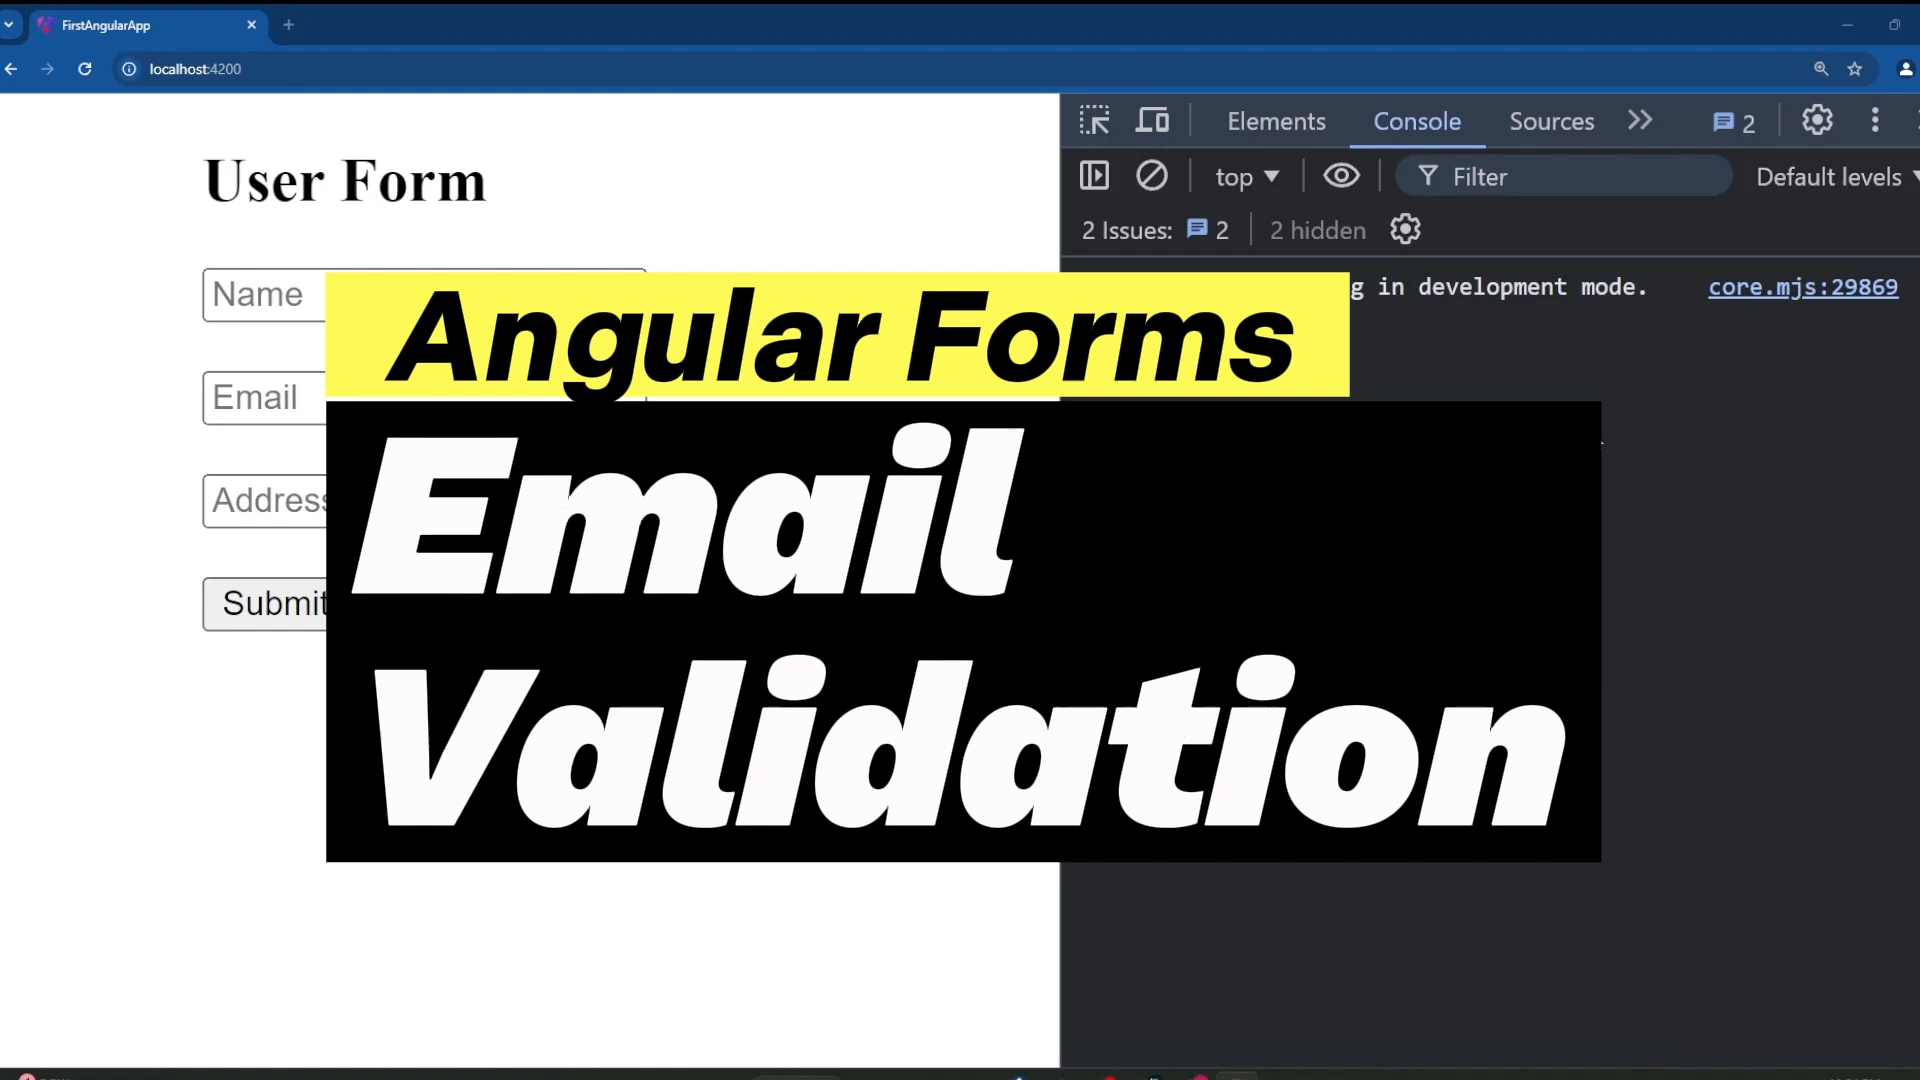 FirstAngularApp
localhost:4200
User Form
Name
Email
Address
Submit
Angular Forms
Email
Validation
Elements Console Sources 2
top Filter Default levels
2 Issues: 2 2 hidden
g in development mode. core.mjs:29869